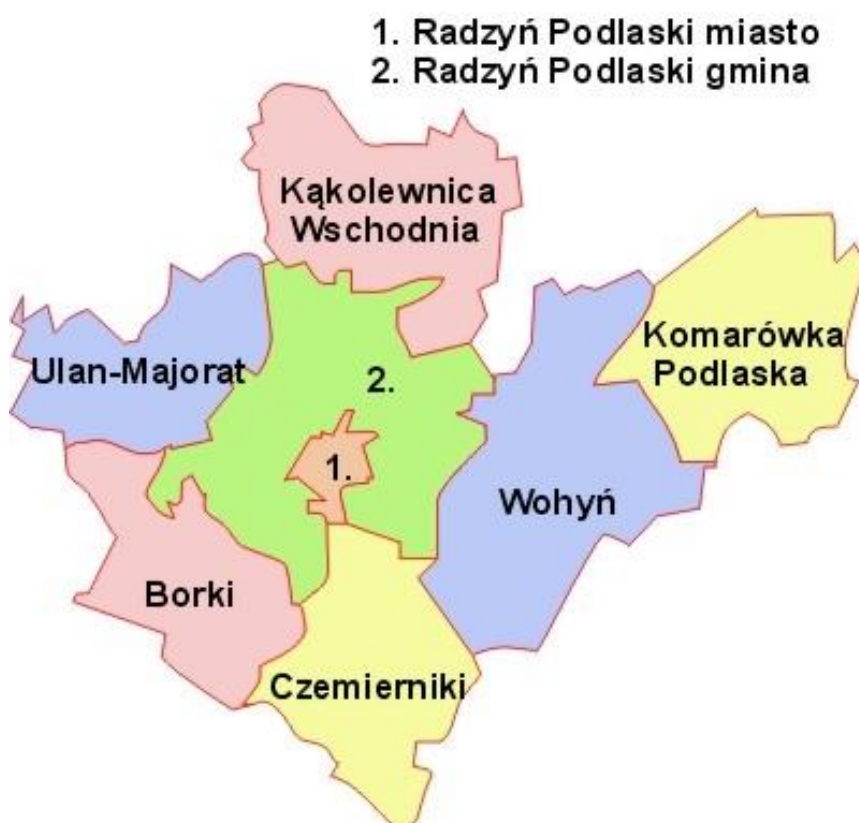 1. Radzyń Podlaski miasto
2. Radzyń Podlaski gmina
Kąkolewnica
Wschodnia
Komarówka
Podlaska
Ulan-Majorat
2.
1.
Wohyń
Borki
Czemierniki